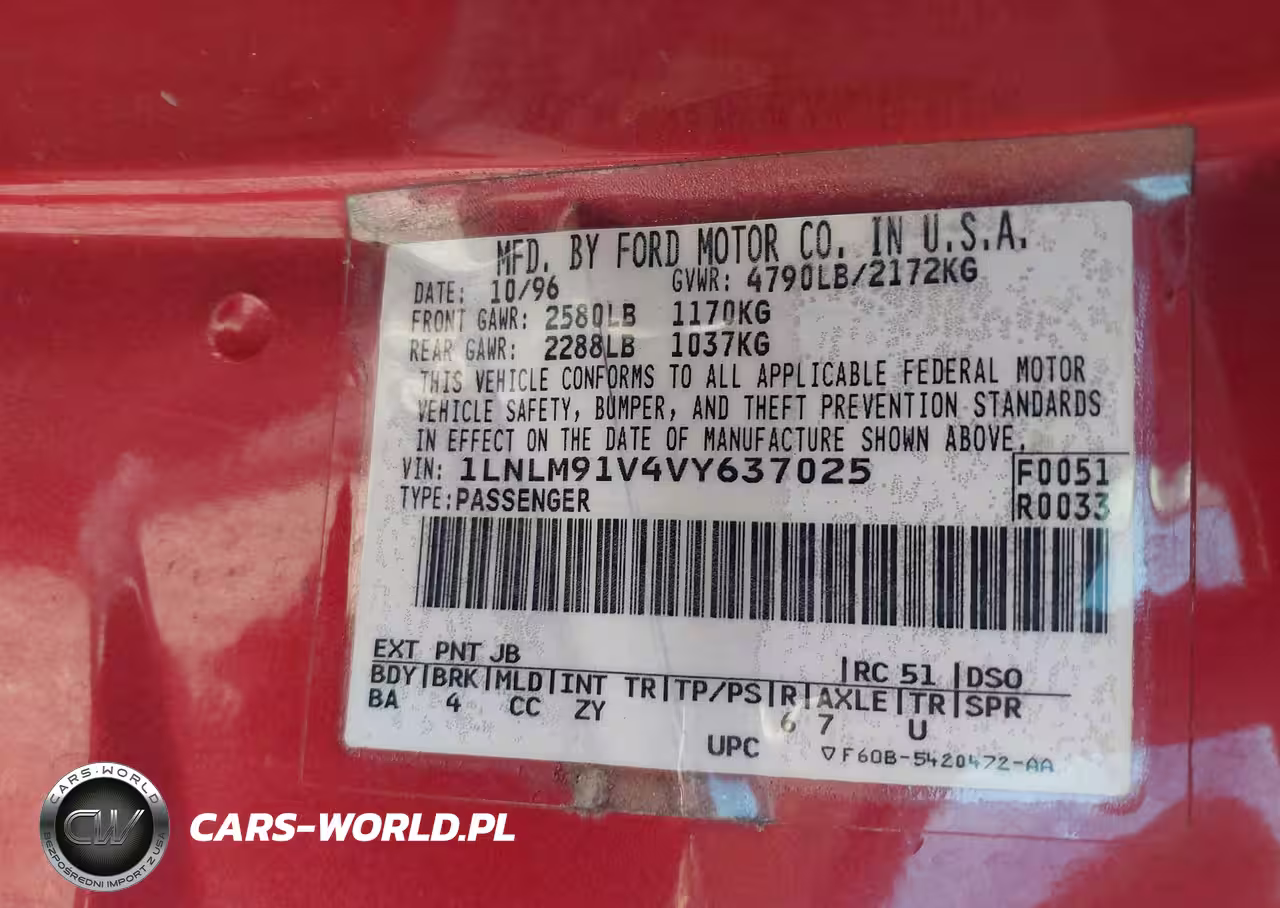 MFD. BY FORD MOTOR CO. IN U.S.A.
DATE: 10/96 GVWR: 4790LB/2172KG
FRONT GAWR: 2580LB 1170KG
REAR GAWR: 2288LB 1037KG
THIS VEHICLE CONFORMS TO ALL APPLICABLE FEDERAL MOTOR
VEHICLE SAFETY, BUMPER, AND THEFT PREVENTION STANDARDS
IN EFFECT ON THE DATE OF MANUFACTURE SHOWN ABOVE.
VIN: 1LNLM91V4VY637025 F0051
TYPE: PASSENGER R0033
EXT PNT JB RC 51 DSO
BDY BRK MLD INT TR TP/PS R AXLE TR SPR
BA 4 CC ZY 6 7 U
UPC F60B-5420472-AA
CARS-WORLD
CW
BEZPOŚREDNI IMPORT Z USA
CARS-WORLD.PL